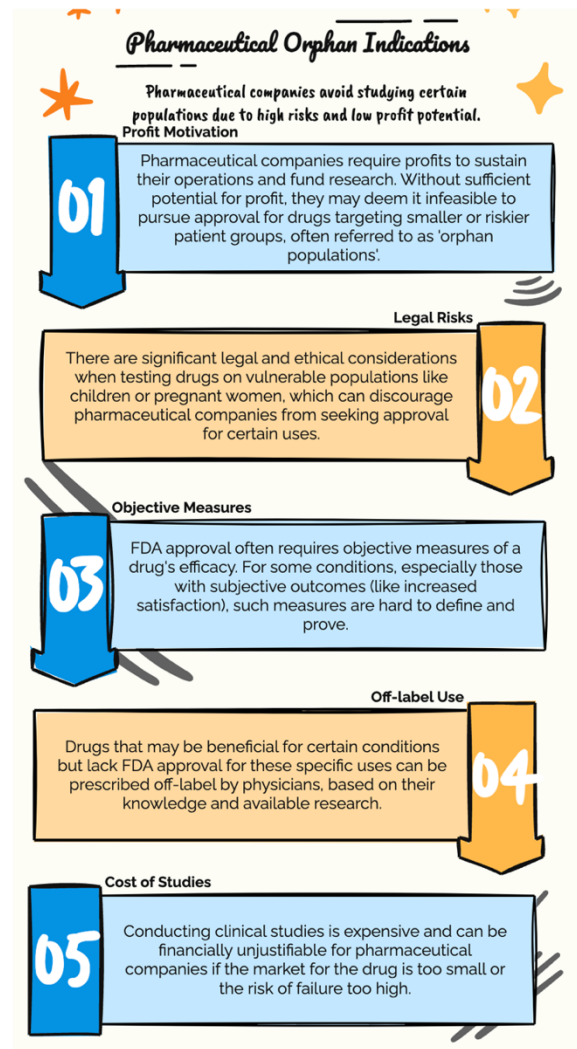 Pharmaceutical Orphan Indications
Pharmaceutical companies avoid studying certain
populations due to high risks and low profit potential.
Profit Motivation
01
Pharmaceutical companies require profits to sustain
their operations and fund research. Without sufficient
potential for profit, they may deem it infeasible to
pursue approval for drugs targeting smaller or riskier
patient groups, often referred to as 'orphan
populations'.
Legal Risks
02
There are significant legal and ethical considerations
when testing drugs on vulnerable populations like
children or pregnant women, which can discourage
pharmaceutical companies from seeking approval
for certain uses.
Objective Measures
03
FDA approval often requires objective measures of a
drug's efficacy. For some conditions, especially those
with subjective outcomes (like increased
satisfaction), such measures are hard to define and
prove.
Off-label Use
04
Drugs that may be beneficial for certain conditions
but lack FDA approval for these specific uses can be
prescribed off-label by physicians, based on their
knowledge and available research.
Cost of Studies
05
Conducting clinical studies is expensive and can be
financially unjustifiable for pharmaceutical
companies if the market for the drug is too small or
the risk of failure too high.